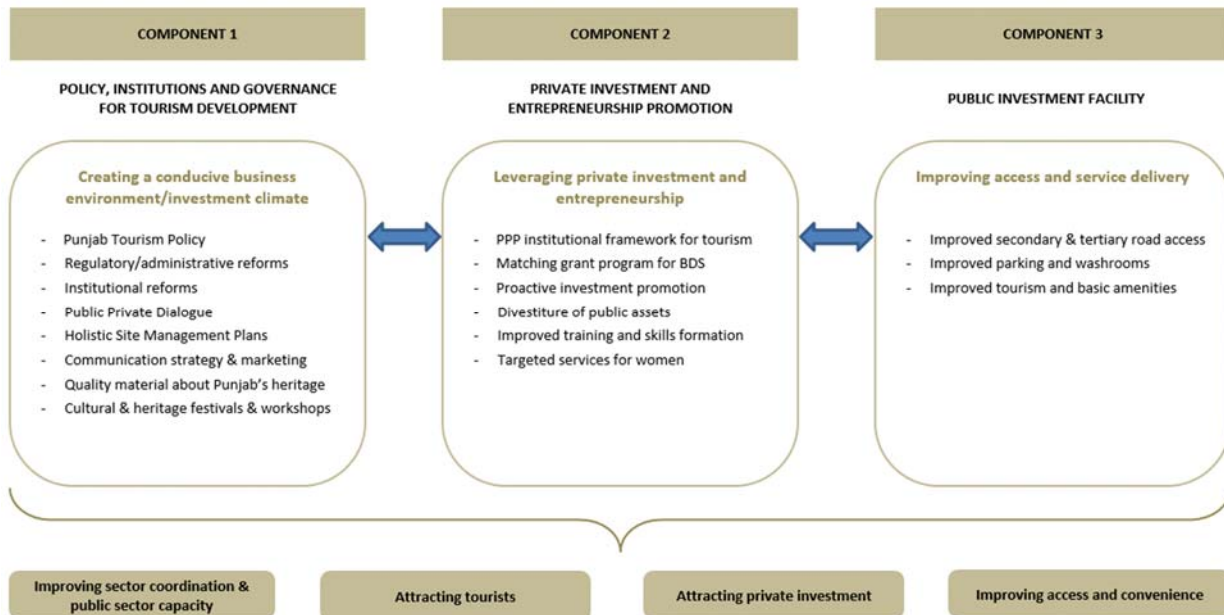 COMPONENT 1
POLICY, INSTITUTIONS AND GOVERNANCE
FOR TOURISM DEVELOPMENT
Creating a conducive business
environment/investment climate
- Punjab Tourism Policy
- Regulatory/administrative reforms
- Institutional reforms
- Public Private Dialogue
- Holistic Site Management Plans
- Communication strategy & marketing
- Quality material about Punjab's heritage
- Cultural & heritage festivals & workshops
COMPONENT 2
PRIVATE INVESTMENT AND
ENTREPRENEURSHIP PROMOTION
Leveraging private investment and
entrepreneurship
- PPP institutional framework for tourism
- Matching grant program for BDS
- Proactive investment promotion
- Divestiture of public assets
- Improved training and skills formation
- Targeted services for women
COMPONENT 3
PUBLIC INVESTMENT FACILITY
Improving access and service delivery
- Improved secondary & tertiary road access
- Improved parking and washrooms
- Improved tourism and basic amenities
Improving sector coordination &
public sector capacity
Attracting tourists
Attracting private investment
Improving access and convenience